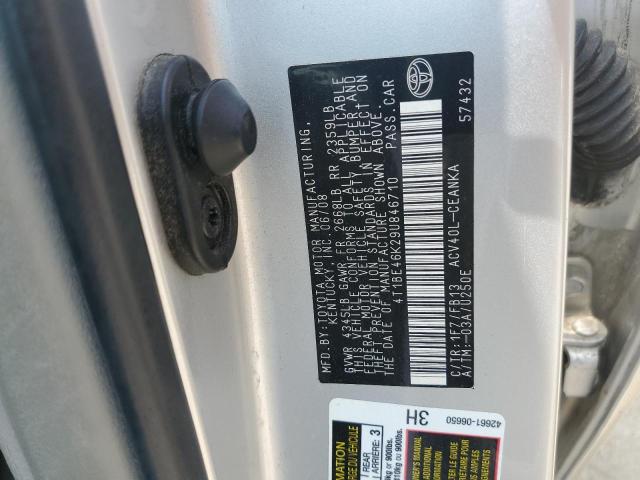 MFD.BY:TOYOTA MOTOR MANUFACTURING,
KENTUCKY, INC. 06/08
GVWR 4345LB GAWR FR 2668LB RR 2359LB
THIS VEHICLE CONFORMS TO ALL APPLICABLE
FEDERAL MOTOR VEHICLE SAFETY, BUMPER AND
THEFT PREVENTION STANDARDS IN EFFECT ON
THE DATE OF MANUFACTURE SHOWN ABOVE.
4T1BE46K29U846710 PASS.CAR
C/TR:1F7/FB13 ACV40L-CEANKA
A/TM:-03A/U250E 57432
42661-06650
3H